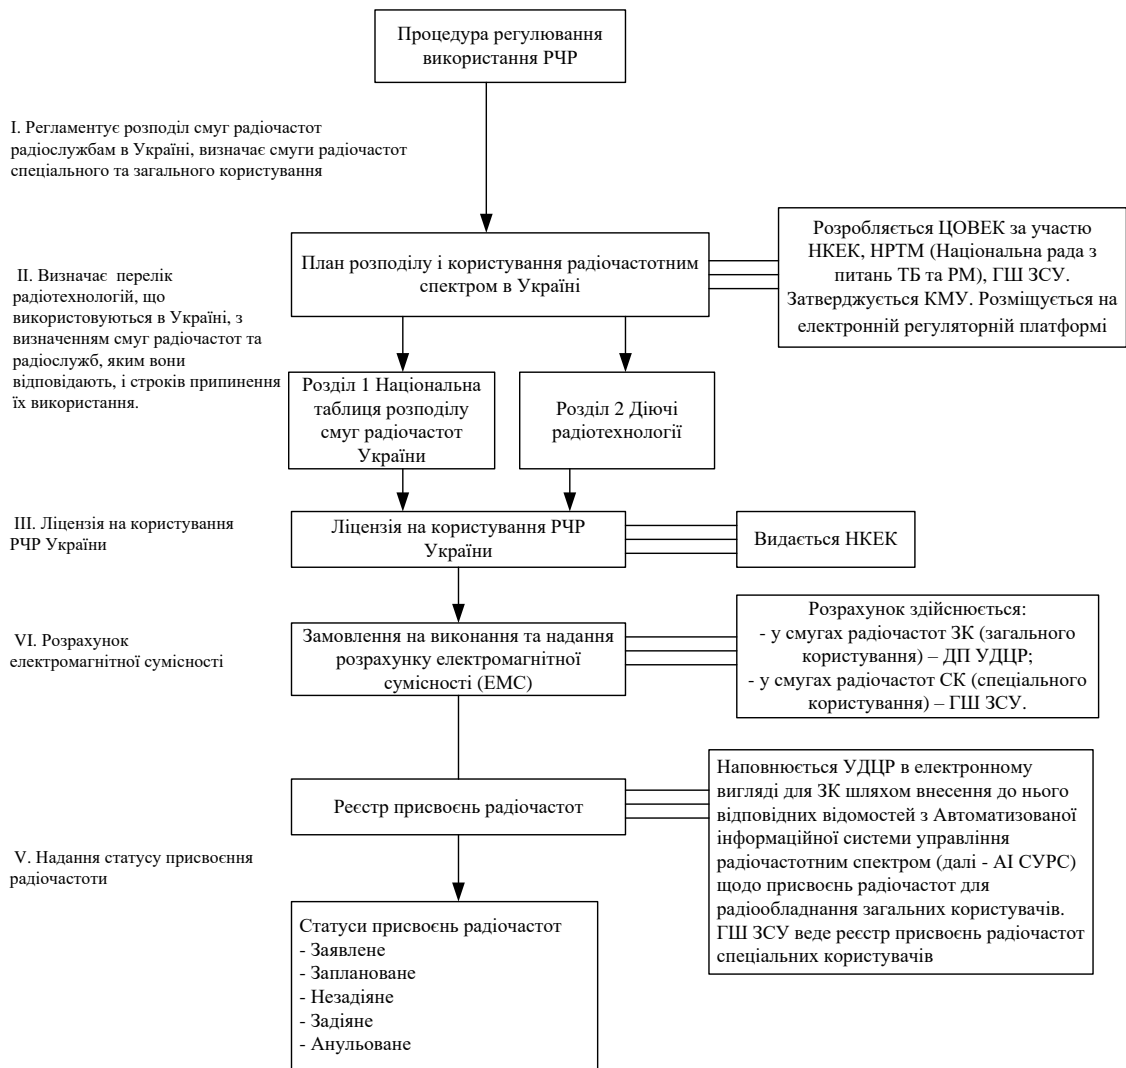 Процедура регулювання
використання РЧР
І. Регламентує розподіл смуг радіочастот
радіослужбам в Україні, визначає смуги радіочастот
спеціального та загального користування
План розподілу і користування радіочастотним
спектром в Україні
Розробляється ЦОВЕК за участю
НКЕК, НРТМ (Національна рада з
питань ТБ та РМ), ГШ ЗСУ.
Затверджується КМУ. Розміщується на
електронній регуляторній платформі
ІІ. Визначає перелік
радіотехнологій, що
використовуються в Україні, з
визначенням смуг радіочастот та
радіослужб, яким вони
відповідають, і строків припинення
їх використання.
Розділ 1 Національна
таблиця розподілу
смуг радіочастот
України
Розділ 2 Діючі
радіотехнології
ІІІ. Ліцензія на користування
РЧР України
Ліцензія на користування РЧР
України
Видається НКЕК
VI. Розрахунок
електромагнітної сумісності
Замовлення на виконання та надання
розрахунку електромагнітної
сумісності (ЕМС)
Розрахунок здійснюється:
- у смугах радіочастот ЗК (загального
користування) – ДП УДЦР;
- у смугах радіочастот СК (спеціального
користування) – ГШ ЗСУ.
Реєстр присвоєнь радіочастот
Наповнюється УДЦР в електронному
вигляді для ЗК шляхом внесення до нього
відповідних відомостей з Автоматизованої
інформаційної системи управління
радіочастотним спектром (далі - АІ СУРС)
щодо присвоєнь радіочастот для
радіообладнання загальних користувачів.
ГШ ЗСУ веде реєстр присвоєнь радіочастот
спеціальних користувачів
V. Надання статусу присвоєння
радіочастоти
Статуси присвоєнь радіочастот
- Заявлене
- Заплановане
- Незадіяне
- Задіяне
- Анульоване